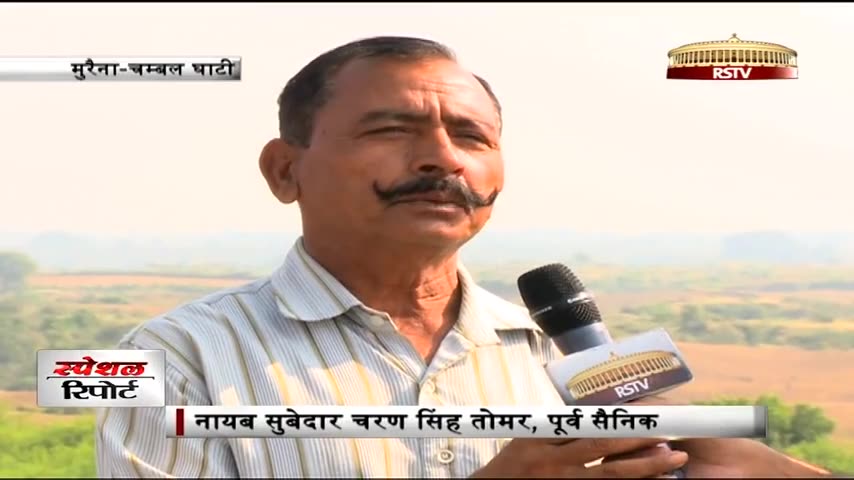 मुरैना-चम्बल घाटी
RSTV
RSTV
स्पेशल
रिपोर्ट
नायब सुबेदार चरण सिंह तोमर, पूर्व सैनिक